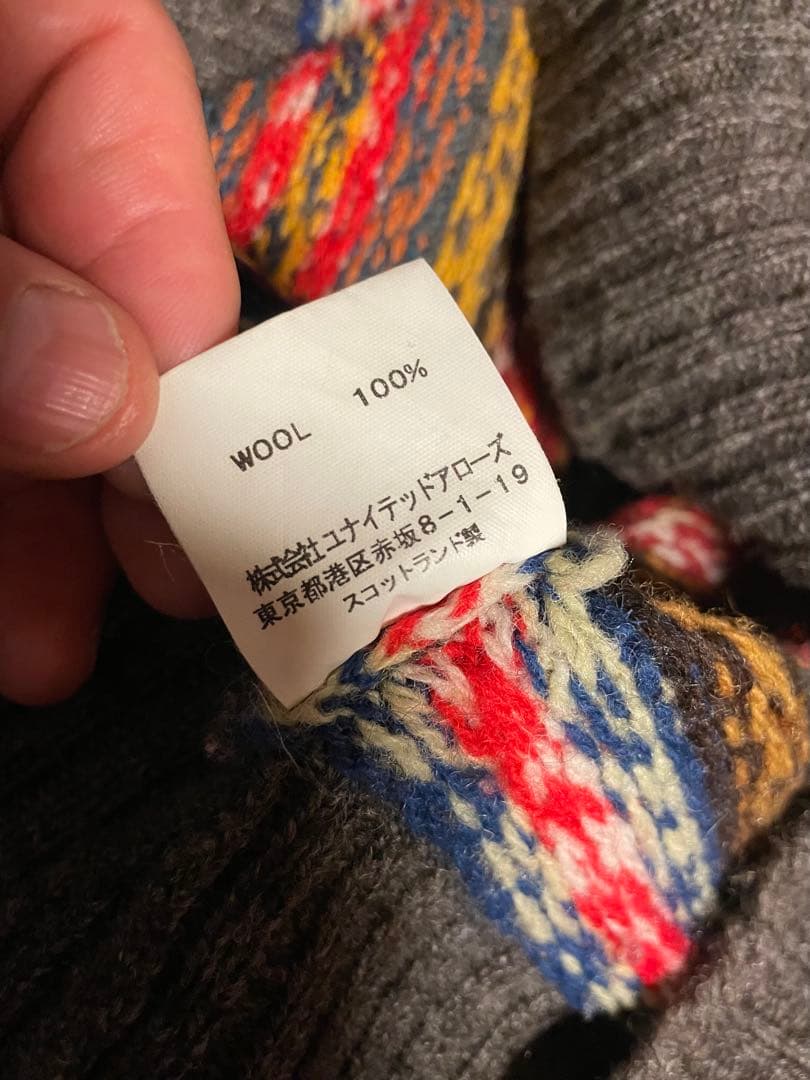 WOOL 100%
株式会社ユナイテッドアローズ
東京都港区赤坂8-1-19
スコットランド製